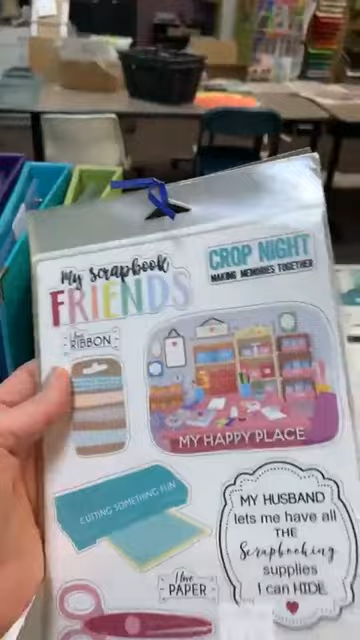 My Scrapbook
FRIENDS
CROP NIGHT
MAKING MEMORIES TOGETHER
I love
RIBBON
MY HAPPY PLACE
CUTTING SOMETHING FUN
MY HUSBAND
lets me have all
THE
Scrapbooking
supplies
I can HIDE
I love
PAPER